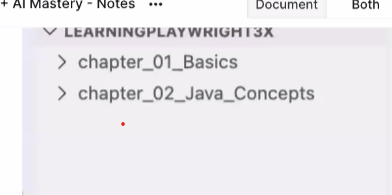 + AI Mastery - Notes ... Document Both
LEARNINGPLAYWRIGHT3X
chapter_01_Basics
chapter_02_Java_Concepts